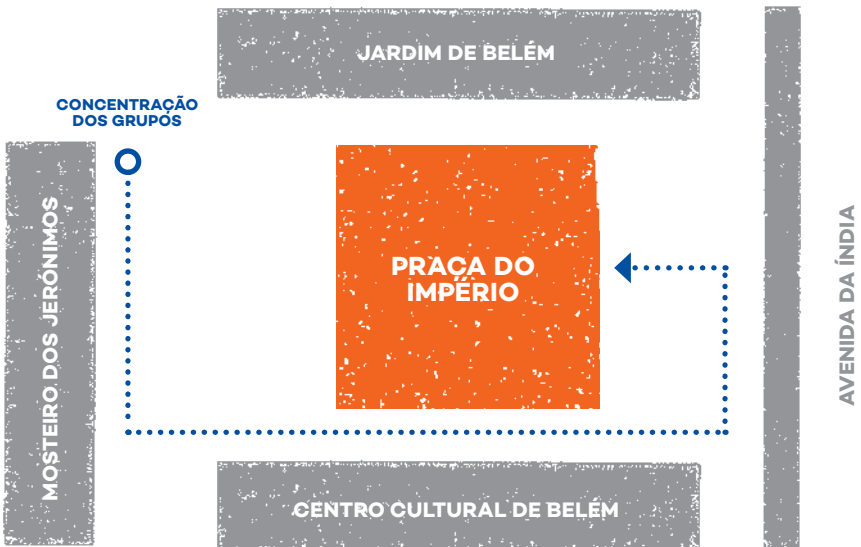 JARDIM DE BELÉM
CONCENTRAÇÃO
DOS GRUPOS
MOSTEIRO DOS JERÓNIMOS
PRAÇA DO
IMPÉRIO
AVENIDA DA ÍNDIA
CENTRO CULTURAL DE BELÉM